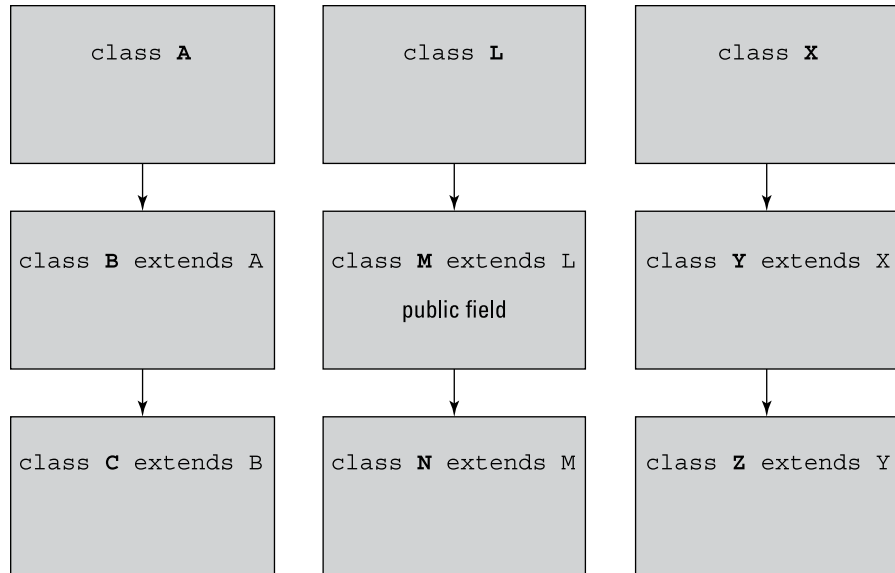 class A
class L
class X
class B extends A
class M extends L
public field
class Y extends X
class C extends B
class N extends M
class Z extends Y